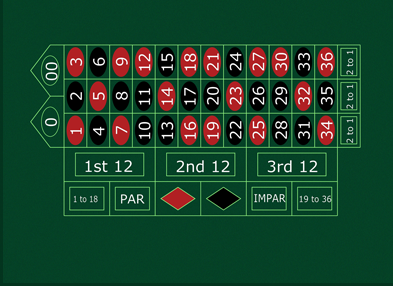 00 3 6 9 12 15 18 21 24 27 30 33 36 2 to 1
2 5 8 11 14 17 20 23 26 29 32 35 2 to 1
0 1 4 7 10 13 16 19 22 25 28 31 34 2 to 1
1st 12 2nd 12 3rd 12
1 to 18 PAR IMPAR 19 to 36